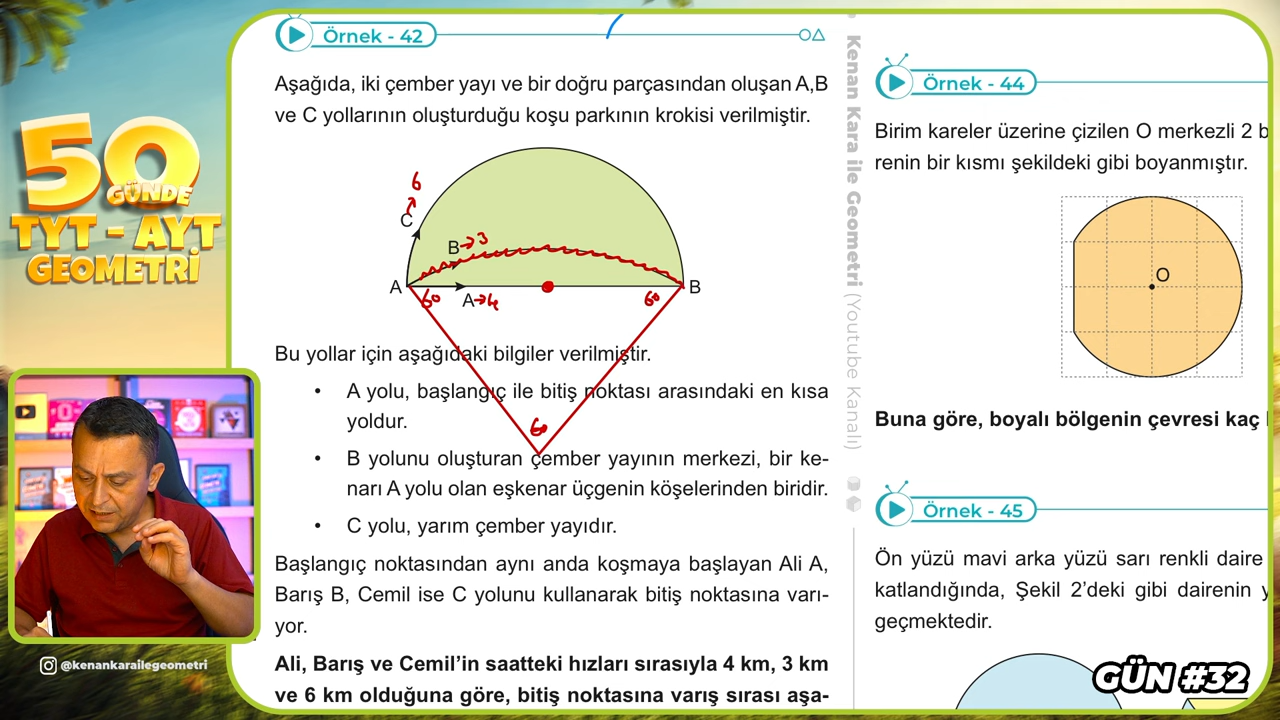 50
GÜNDE
TYT - AYT
GEOMETRİ
@kenankarailegeometri
Örnek - 42
Aşağıda, iki çember yayı ve bir doğru parçasından oluşan A,B
ve C yollarının oluşturduğu koşu parkının krokisi verilmiştir.
6
C
B→3
A
B
60
A→4
60
60
Bu yollar için aşağıdaki bilgiler verilmiştir.
• A yolu, başlangıç ile bitiş noktası arasındaki en kısa
yoldur.
• B yolunu oluşturan çember yayının merkezi, bir ke-
narı A yolu olan eşkenar üçgenin köşelerinden biridir.
• C yolu, yarım çember yayıdır.
Başlangıç noktasından aynı anda koşmaya başlayan Ali A,
Barış B, Cemil ise C yolunu kullanarak bitiş noktasına varı-
yor.
Ali, Barış ve Cemil'in saatteki hızları sırasıyla 4 km, 3 km
ve 6 km olduğuna göre, bitiş noktasına varış sırası aşa-
Kenan Kara ile Geometri (Youtube Kanalı)
Örnek - 44
Birim kareler üzerine çizilen O merkezli 2 b
renin bir kısmı şekildeki gibi boyanmıştır.
O
Buna göre, boyalı bölgenin çevresi kaç
Örnek - 45
Ön yüzü mavi arka yüzü sarı renkli daire
katlandığında, Şekil 2'deki gibi dairenin y
geçmektedir.
GÜN #32